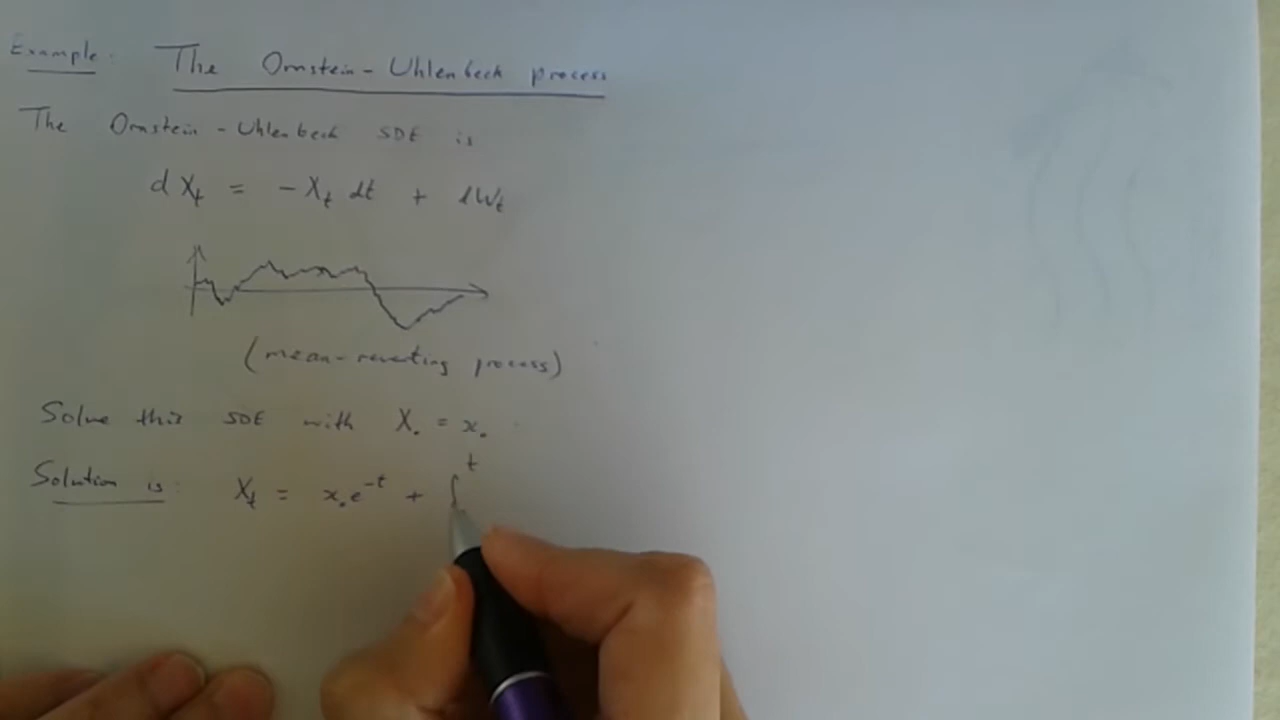 Example: The Ornstein-Uhlenbeck process
The Ornstein-Uhlenbeck SDE is
dX_t = -X_t dt + dW_t
(mean-reverting process)
Solve this SDE with X_0 = x_0
Solution is: X_t = x_0 e^{-t} + ∫^t